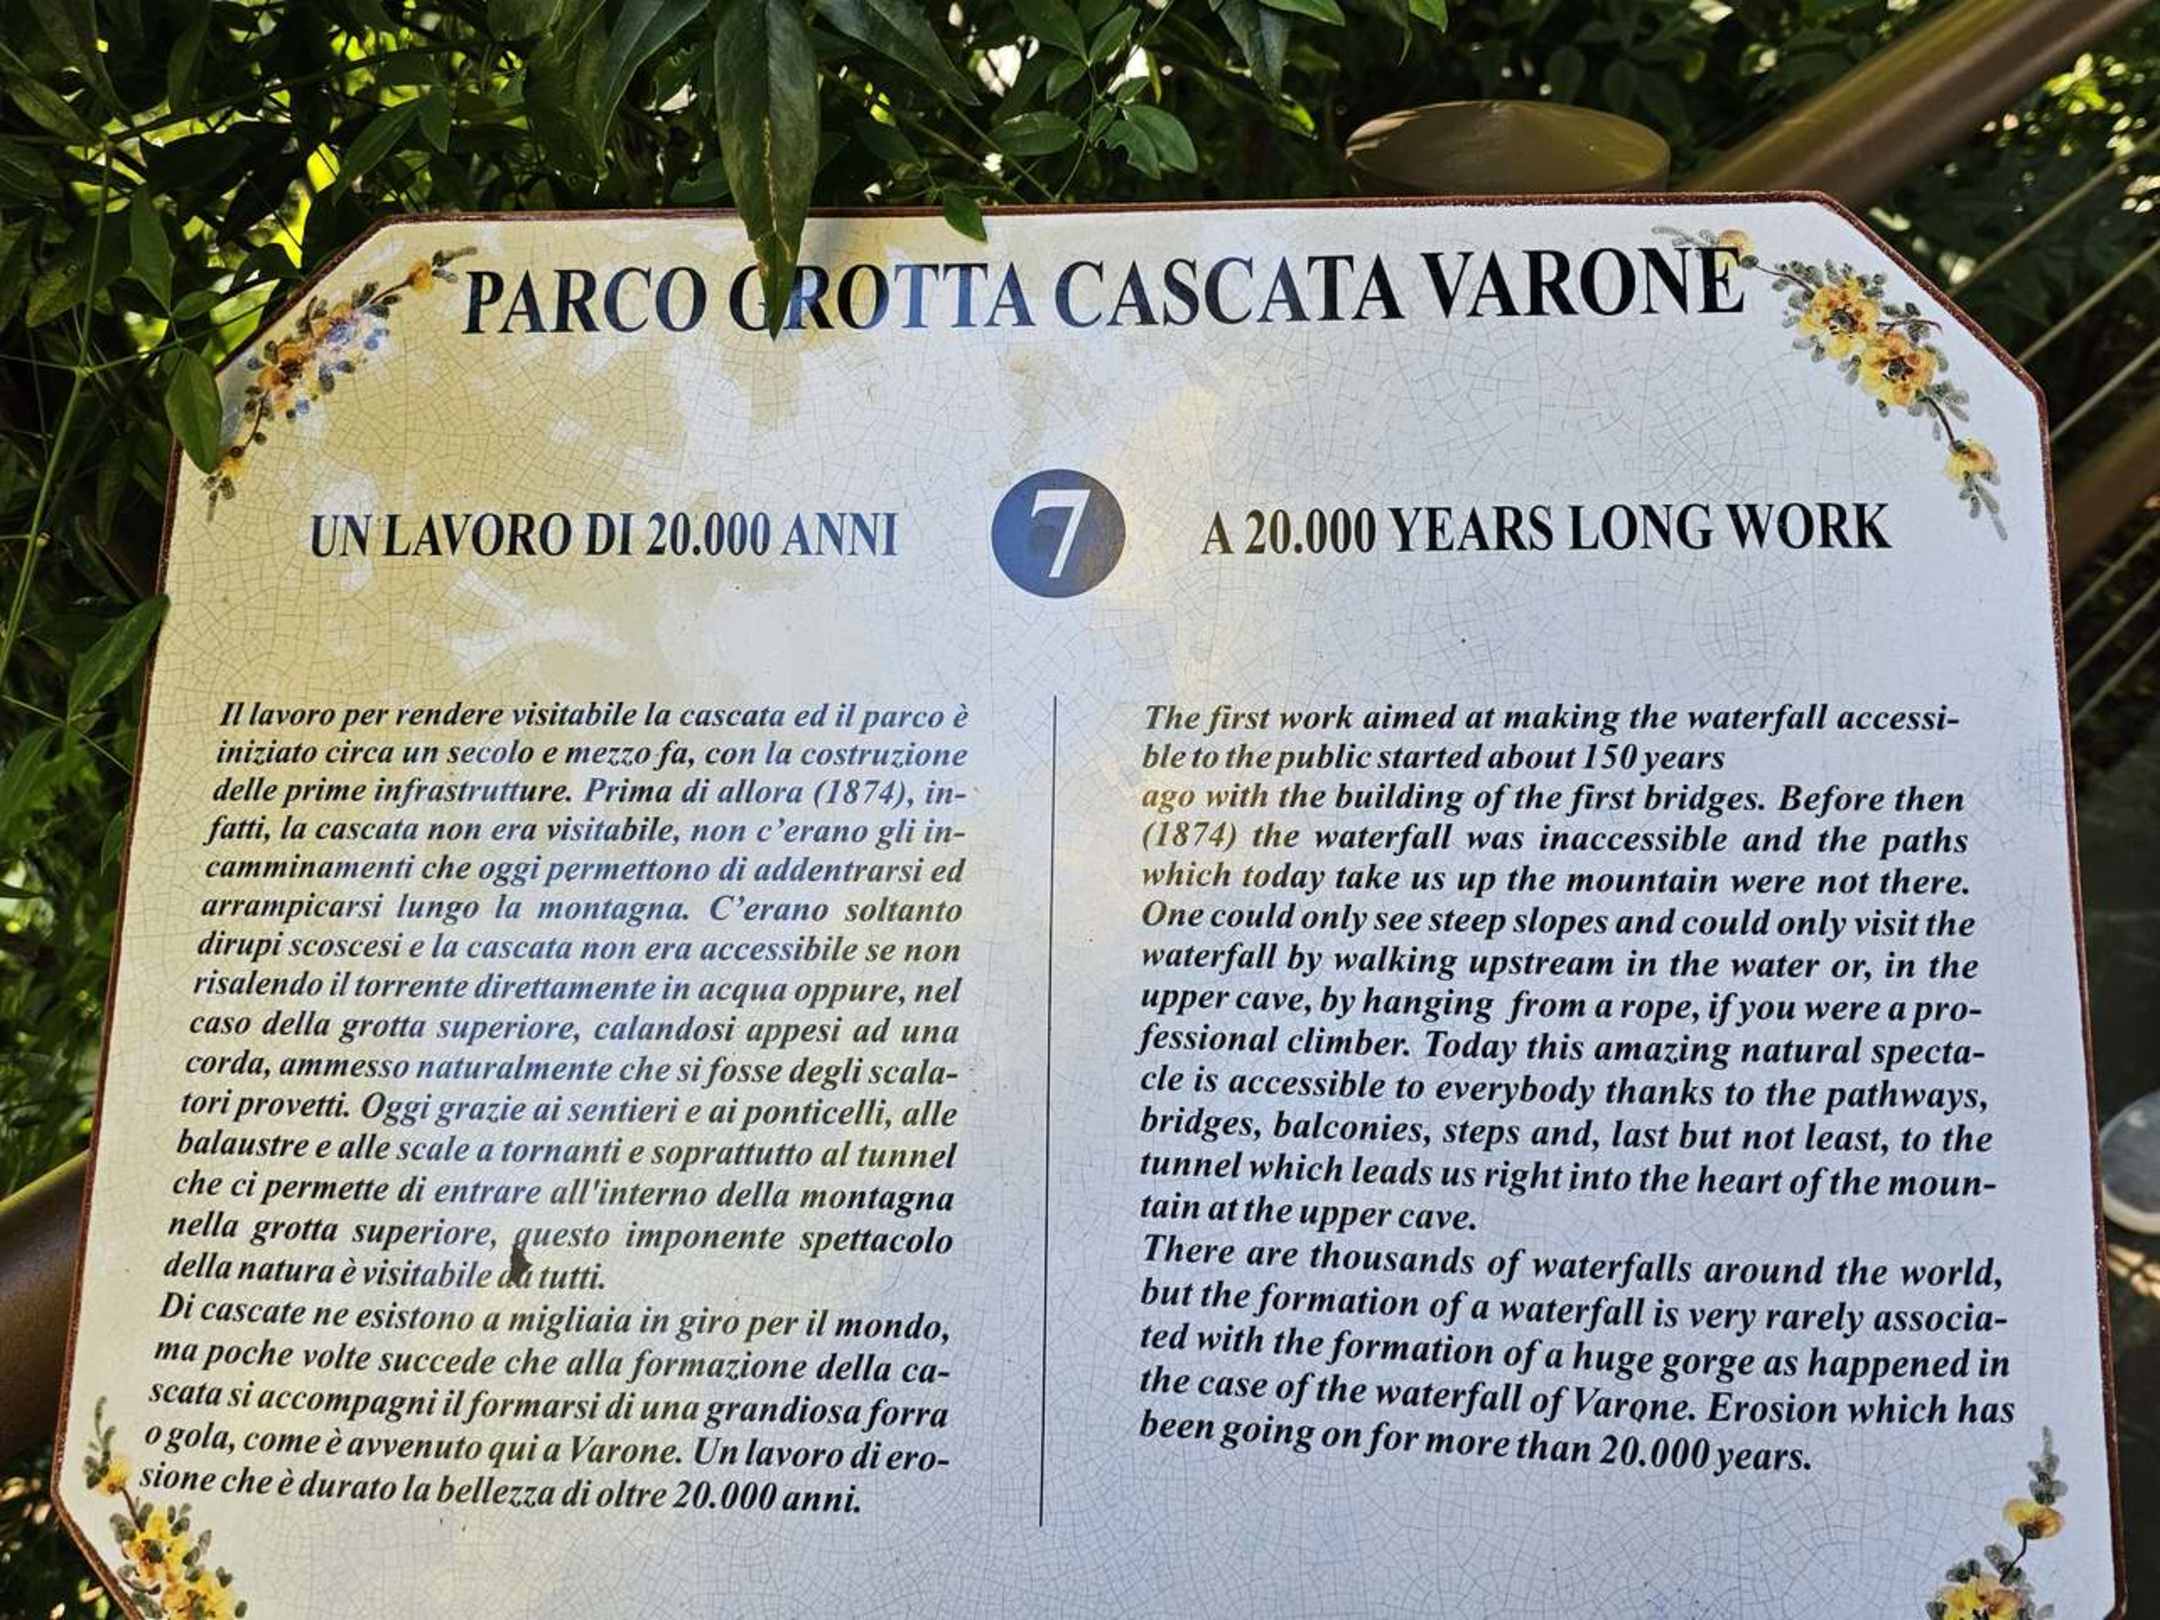 PARCO GROTTA CASCATA VARONE
UN LAVORO DI 20.000 ANNI
7
A 20.000 YEARS LONG WORK
Il lavoro per rendere visitabile la cascata ed il parco è
iniziato circa un secolo e mezzo fa, con la costruzione
delle prime infrastrutture. Prima di allora (1874), in-
fatti, la cascata non era visitabile, non c'erano gli in-
camminamenti che oggi permettono di addentrarsi ed
arrampicarsi lungo la montagna. C'erano soltanto
dirupi scoscesi e la cascata non era accessibile se non
risalendo il torrente direttamente in acqua oppure, nel
caso della grotta superiore, calandosi appesi ad una
corda, ammesso naturalmente che si fosse degli scala-
tori provetti. Oggi grazie ai sentieri e ai ponticelli, alle
balaustre e alle scale a tornanti e soprattutto al tunnel
che ci permette di entrare all'interno della montagna
nella grotta superiore, questo imponente spettacolo
della natura è visitabile da tutti.
Di cascate ne esistono a migliaia in giro per il mondo,
ma poche volte succede che alla formazione della ca-
scata si accompagni il formarsi di una grandiosa forra
o gola, come è avvenuto qui a Varone. Un lavoro di ero-
sione che è durato la bellezza di oltre 20.000 anni.
The first work aimed at making the waterfall accessi-
ble to the public started about 150 years
ago with the building of the first bridges. Before then
(1874) the waterfall was inaccessible and the paths
which today take us up the mountain were not there.
One could only see steep slopes and could only visit the
waterfall by walking upstream in the water or, in the
upper cave, by hanging from a rope, if you were a pro-
fessional climber. Today this amazing natural specta-
cle is accessible to everybody thanks to the pathways,
bridges, balconies, steps and, last but not least, to the
tunnel which leads us right into the heart of the moun-
tain at the upper cave.
There are thousands of waterfalls around the world,
but the formation of a waterfall is very rarely associa-
ted with the formation of a huge gorge as happened in
the case of the waterfall of Varone. Erosion which has
been going on for more than 20.000 years.